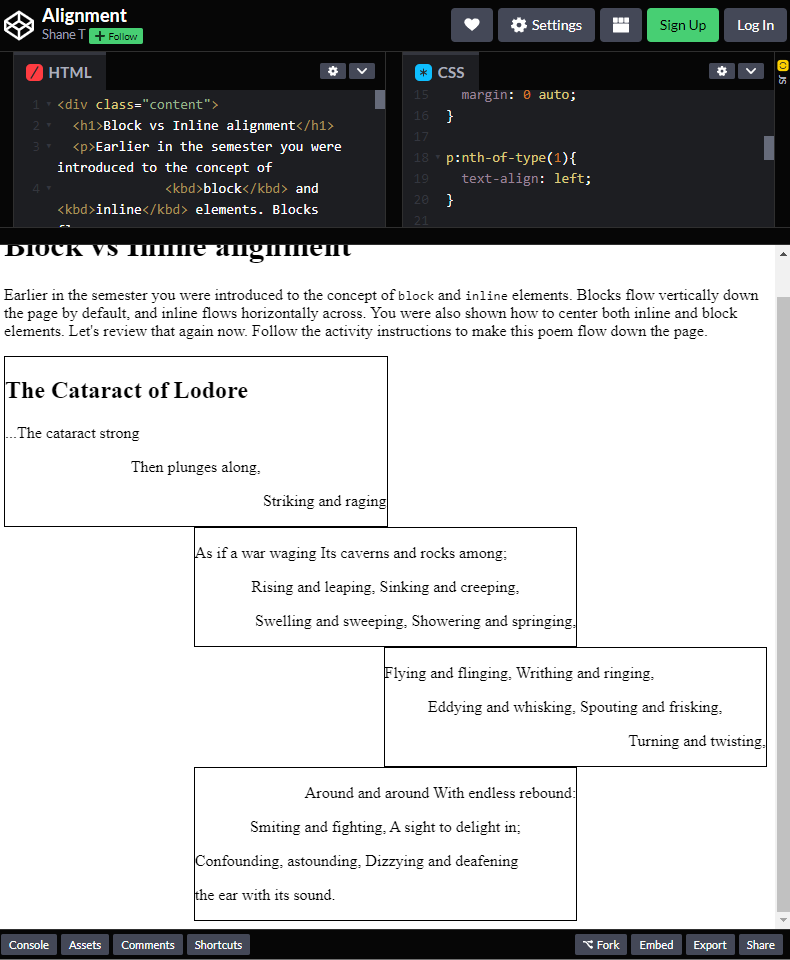 Alignment
Shane T
+ Follow
Settings
Sign Up
Log In
HTML
1 <div class="content">
2 <h1>Block vs Inline alignment</h1>
3 <p>Earlier in the semester you were
introduced to the concept of
4 <kbd>block</kbd> and
<kbd>inline</kbd> elements. Blocks
CSS
15 margin: 0 auto;
16 }
17
18 p:nth-of-type(1){
19 text-align: left;
20 }
21
JS
Block vs Inline alignment
Earlier in the semester you were introduced to the concept of block and inline elements. Blocks flow vertically down
the page by default, and inline flows horizontally across. You were also shown how to center both inline and block
elements. Let's review that again now. Follow the activity instructions to make this poem flow down the page.
The Cataract of Lodore
...The cataract strong
Then plunges along,
Striking and raging
As if a war waging Its caverns and rocks among;
Rising and leaping, Sinking and creeping,
Swelling and sweeping, Showering and springing,
Flying and flinging, Writhing and ringing,
Eddying and whisking, Spouting and frisking,
Turning and twisting,
Around and around With endless rebound:
Smiting and fighting, A sight to delight in;
Confounding, astounding, Dizzying and deafening
the ear with its sound.
Console
Assets
Comments
Shortcuts
Fork
Embed
Export
Share